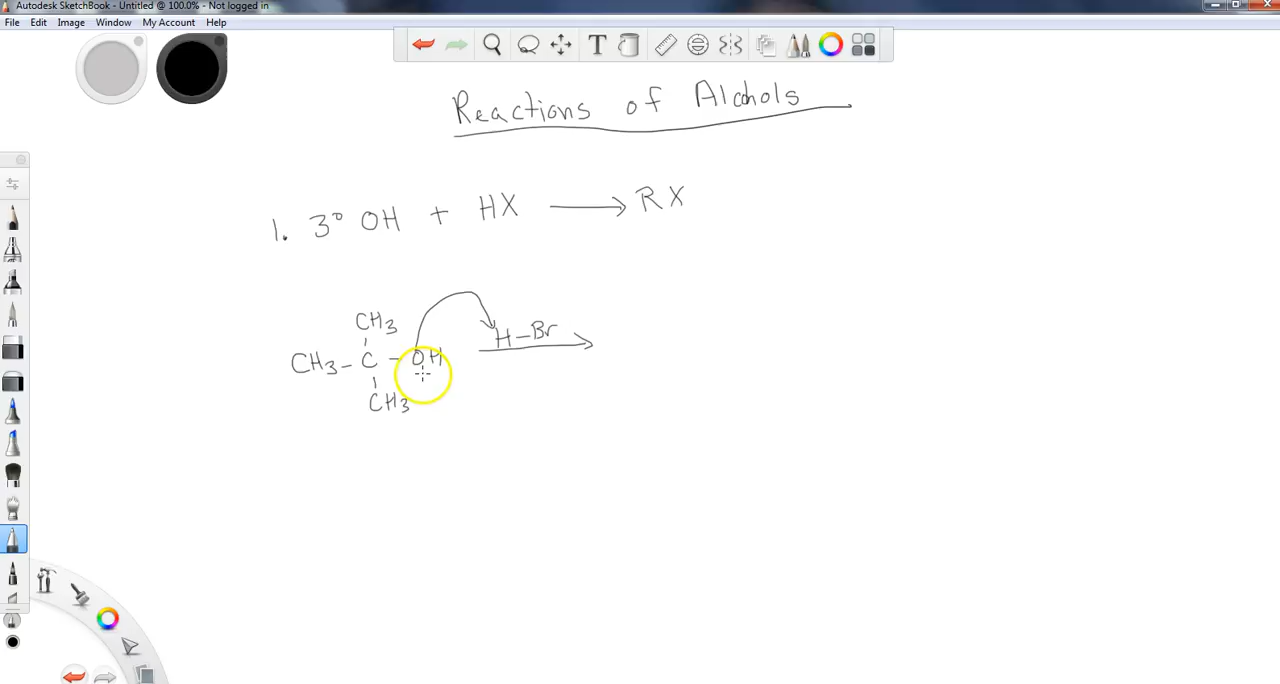 Autodesk SketchBook - Untitled @ 100.0% - Not logged in
File Edit Image Window My Account Help
Reactions of Alcohols
1. 3° OH + HX → RX
CH3
H-Br
CH3- C - OH
CH3